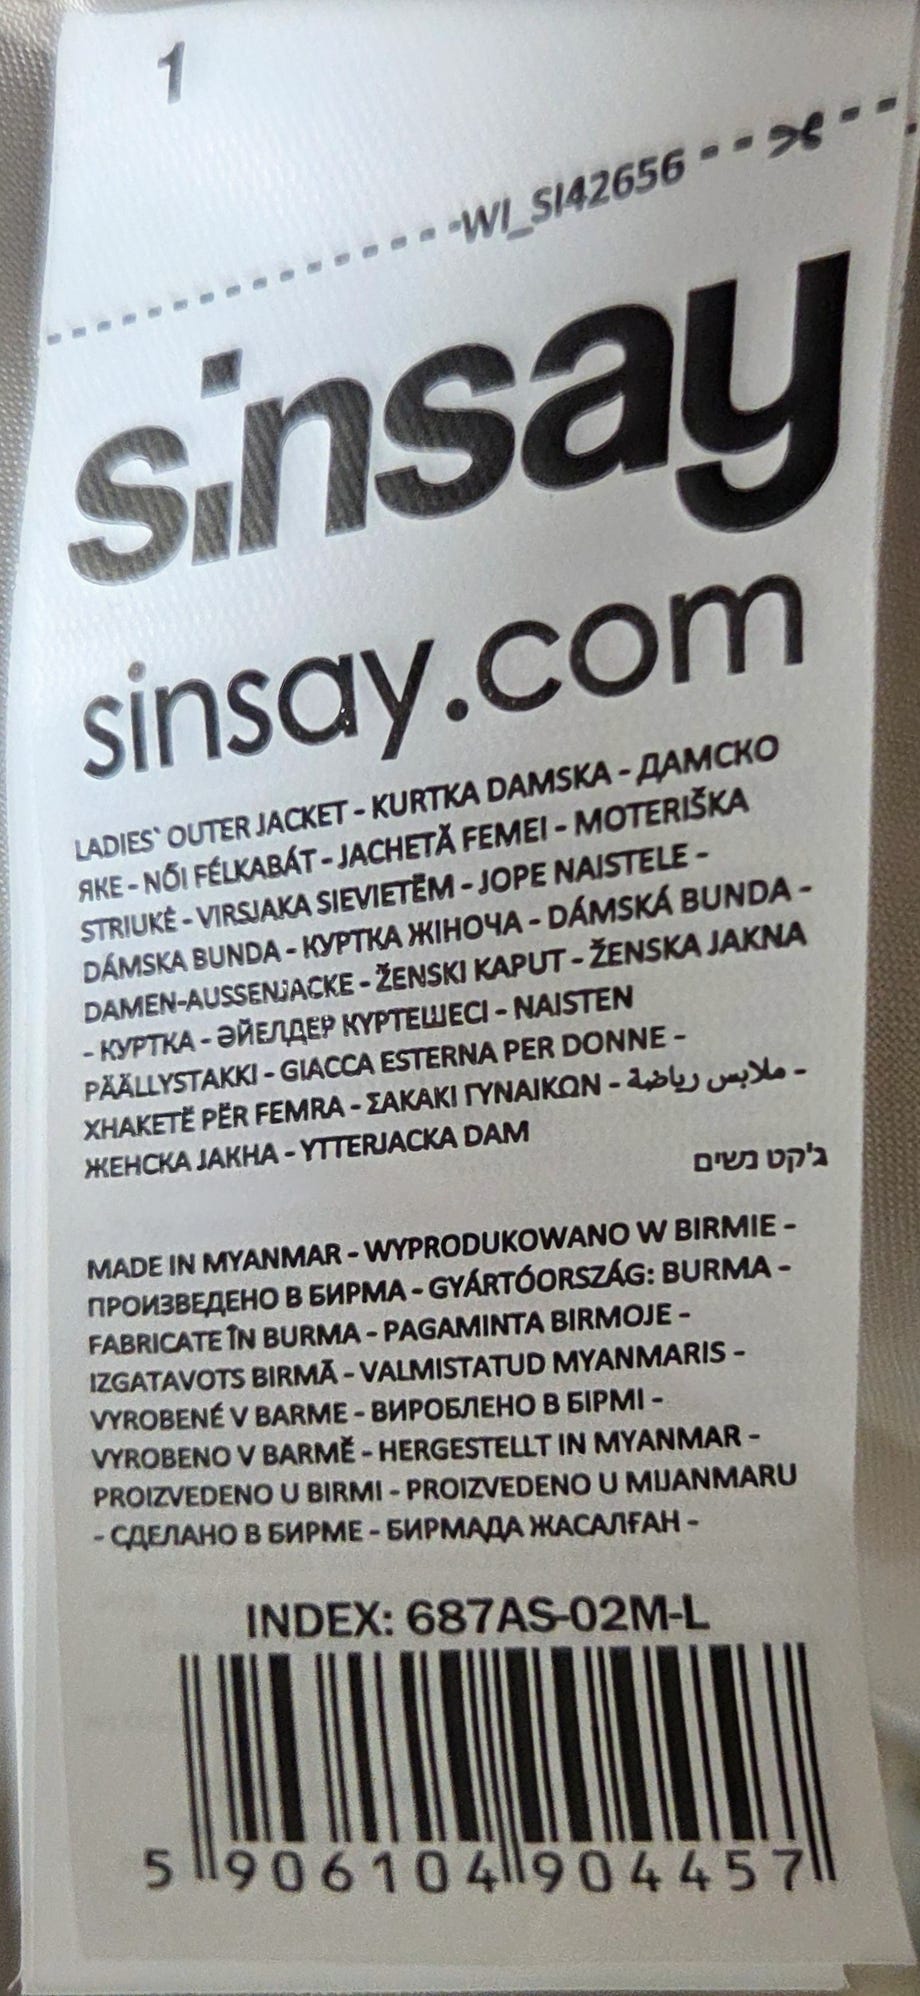 1
WI_SI42656
sinsay
sinsay.com
LADIES` OUTER JACKET - KURTKA DAMSKA - ДАМСКО
ЯКЕ - NŐI FÉLKABÁT - JACHETĂ FEMEI - MOTERIŠKA
STRIUKĖ - VIRSJAKA SIEVIETĒM - JOPE NAISTELE -
DÁMSKA BUNDA - КУРТКА ЖІНОЧА - DÁMSKÁ BUNDA -
DAMEN-AUSSENJACKE - ŽENSKI KAPUT - ŽENSKA JAKNA
- КУРТКА - ӘЙЕЛДЕР КҮРТЕШЕСІ - NAISTEN
PÄÄLLYSTAKKI - GIACCA ESTERNA PER DONNE -
XHAKETË PËR FEMRA - ΣΑΚΑΚΙ ΓΥΝΑΙΚΩΝ - ملابس رياضية -
ЖЕНСКА ЈАКНА - YTTERJACKA DAM
ג'קט נשים
MADE IN MYANMAR - WYPRODUKOWANO W BIRMIE -
ПРОИЗВЕДЕНО В БИРМА - GYÁRTÓORSZÁG: BURMA -
FABRICATE ÎN BURMA - PAGAMINTA BIRMOJE -
IZGATAVOTS BIRMĀ - VALMISTATUD MYANMARIS -
VYROBENÉ V BARME - ВИРОБЛЕНО В БІРМІ -
VYROBENO V BARMĚ - HERGESTELLT IN MYANMAR -
PROIZVEDENO U BIRMI - PROIZVEDENO U MIJANMARU
- СДЕЛАНО В БИРМЕ - БИРМАДА ЖАСАЛҒАН -
INDEX: 687AS-02M-L
5 906104 904457